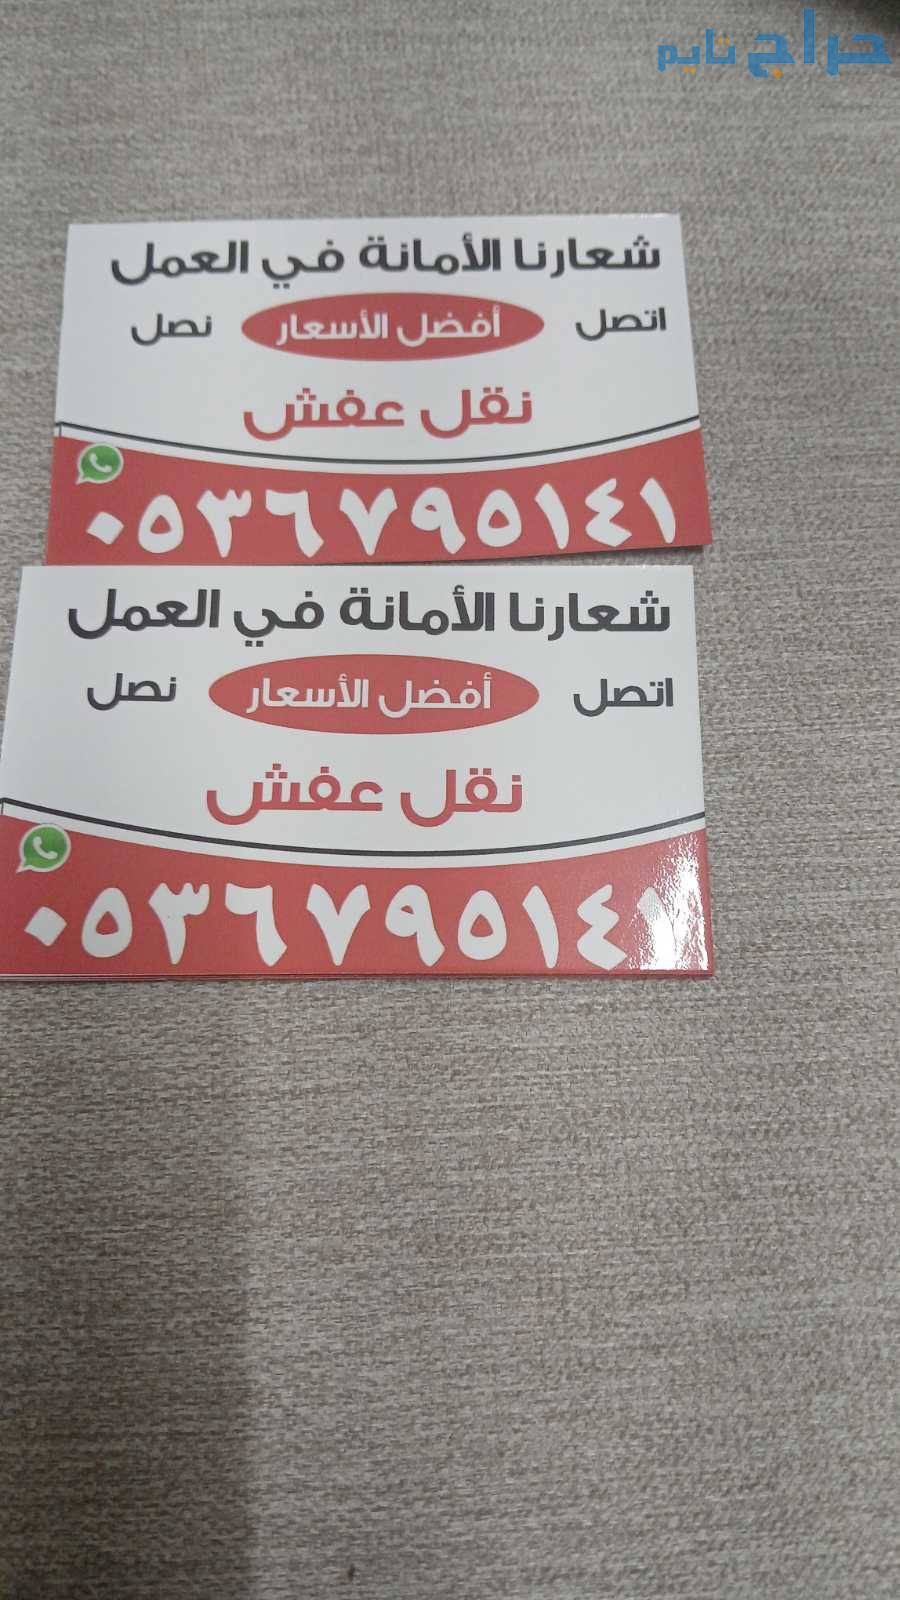 حراج تايم
شعارنا الأمانة في العمل
اتصل أفضل الأسعار نصل
نقل عفش
٠٥٣٦٧٩٥١٤١
شعارنا الأمانة في العمل
اتصل أفضل الأسعار نصل
نقل عفش
٠٥٣٦٧٩٥١٤١